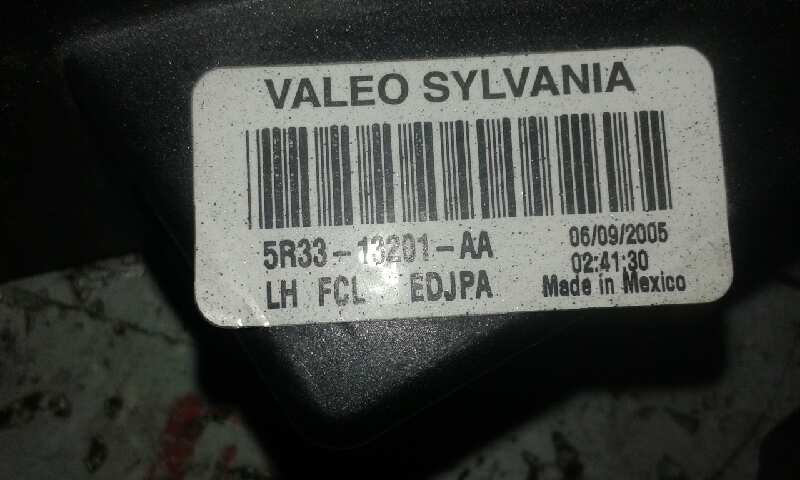 VALEO SYLVANIA
5R33-13201-AA
06/09/2005
02:41:30
LH FCL EDJPA
Made in Mexico